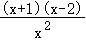 (x+1)(x-2)
x²